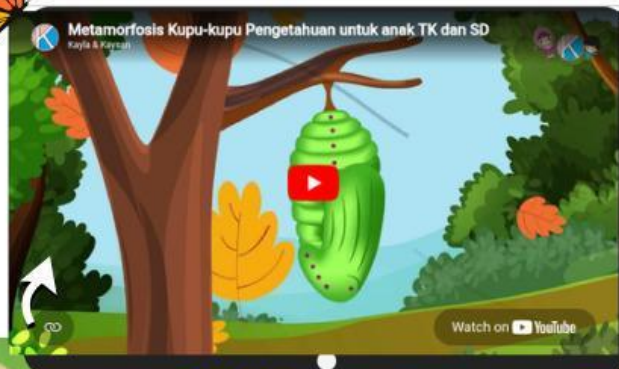 Metamorfosis Kupu-kupu Pengetahuan untuk anak TK dan SD
Kayla & Kaysan
Watch on YouTube